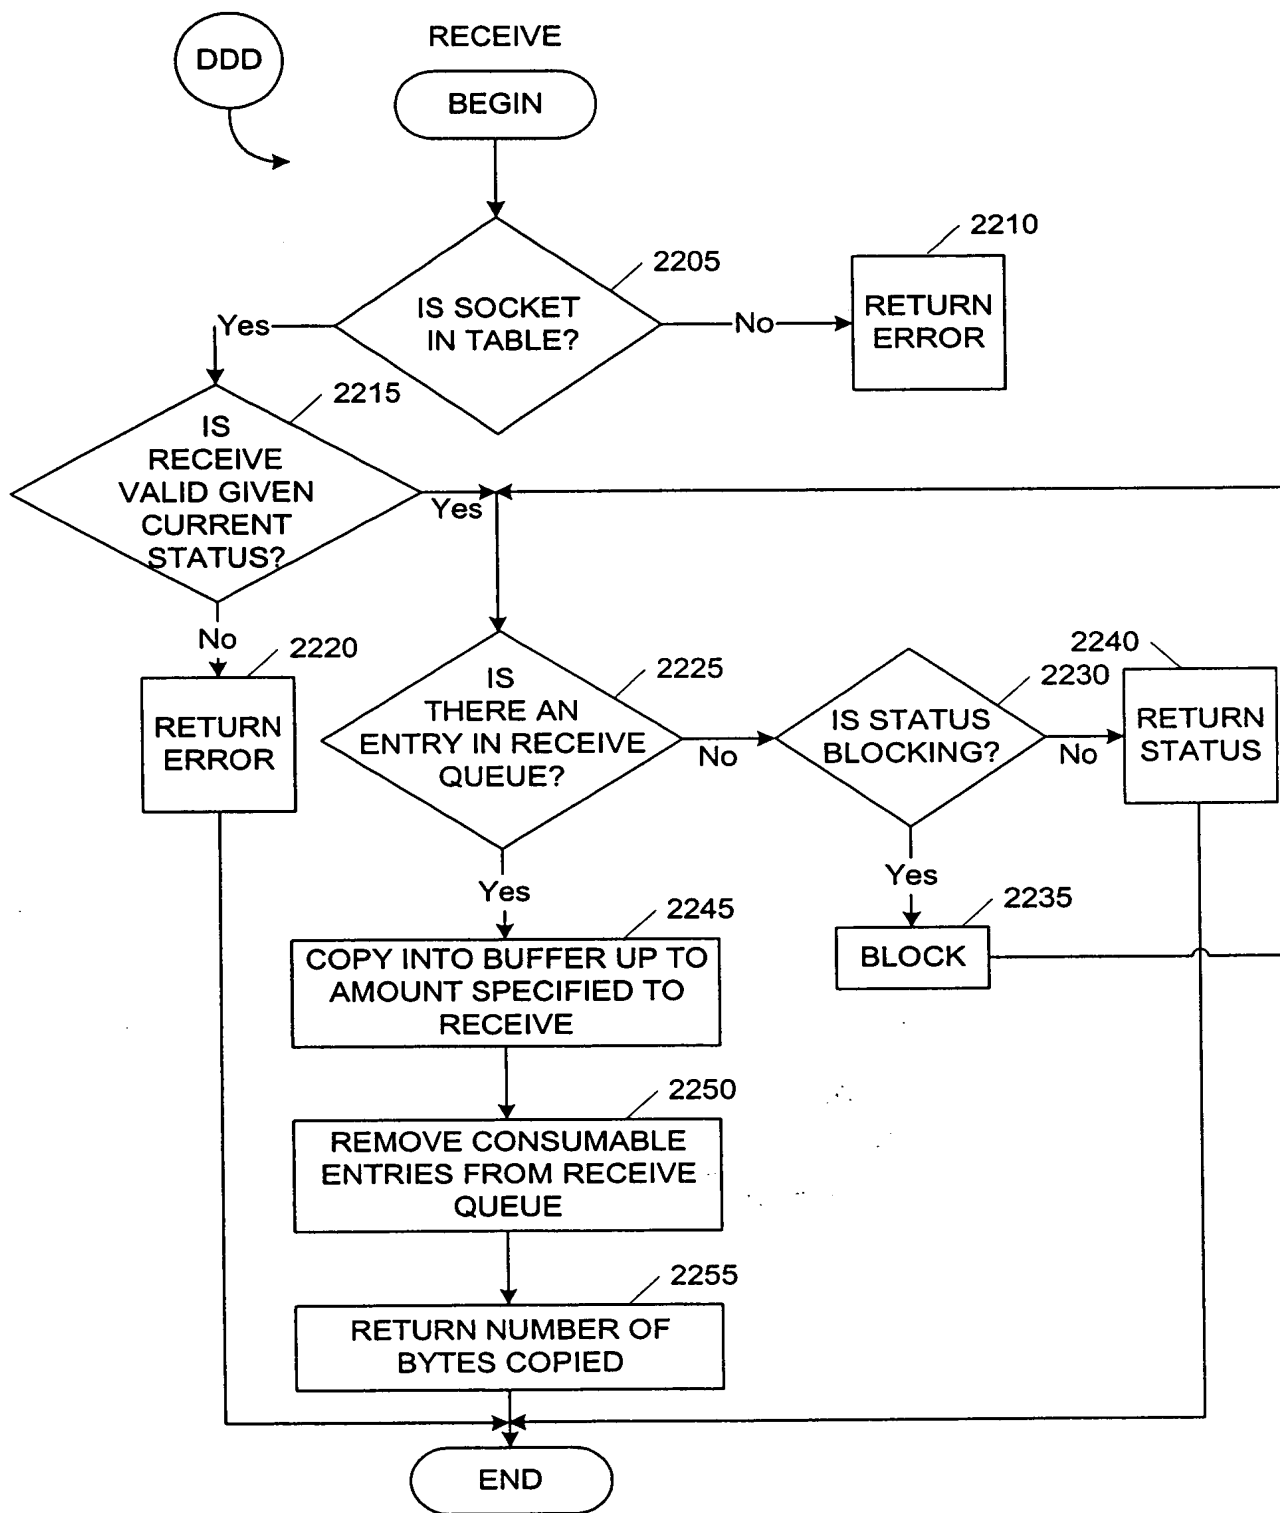 DDD
RECEIVE
BEGIN
2205
2210
IS SOCKET
IN TABLE?
Yes
No
RETURN
ERROR
2215
IS
RECEIVE
VALID GIVEN
CURRENT
STATUS?
Yes
No
2220
RETURN
ERROR
2225
IS
THERE AN
ENTRY IN RECEIVE
QUEUE?
No
2230
IS STATUS
BLOCKING?
No
2240
RETURN
STATUS
Yes
Yes
2235
BLOCK
2245
COPY INTO BUFFER UP TO
AMOUNT SPECIFIED TO
RECEIVE
2250
REMOVE CONSUMABLE
ENTRIES FROM RECEIVE
QUEUE
2255
RETURN NUMBER OF
BYTES COPIED
END